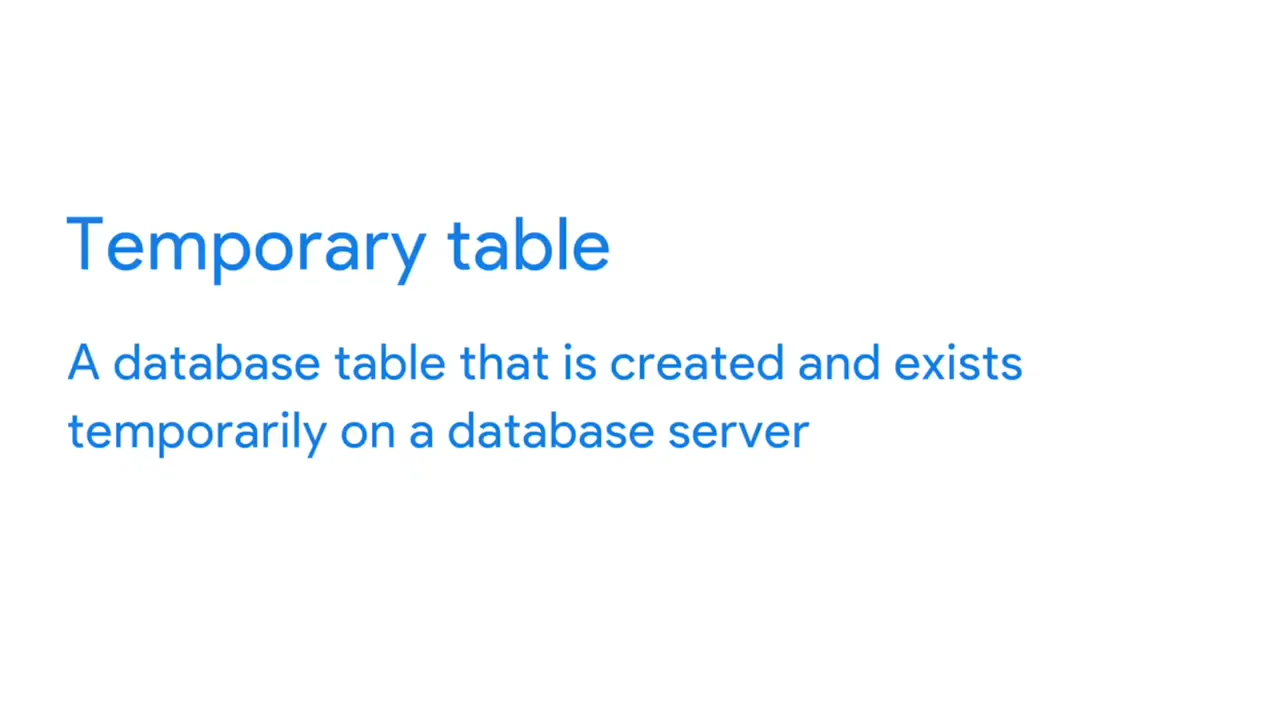 Temporary table
A database table that is created and exists
temporarily on a database server